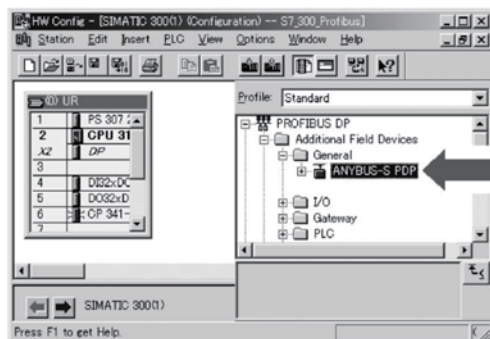 HW Config - [SIMATIC 300(1) (Configuration) -- S7_300_Profibus]
Station Edit Insert PLC View Options Window Help
(0) UR
1 PS 307
2 CPU 31
X2 DP
3
4 DI32xDC
5 DO32xD
6 CP 341-
7
Profile: Standard
PROFIBUS DP
Additional Field Devices
General
ANYBUS-S PDP
I/O
Gateway
PLC
SIMATIC 300(1)
Press F1 to get Help.